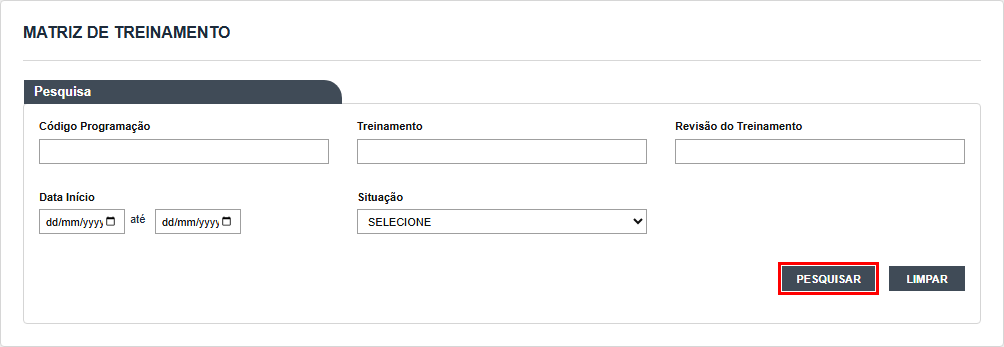 MATRIZ DE TREINAMENTO
Pesquisa
Código Programação
Treinamento
Revisão do Treinamento
Data Início
Situação
dd/mm/yyyy até dd/mm/yyyy
SELECIONE
PESQUISAR
LIMPAR